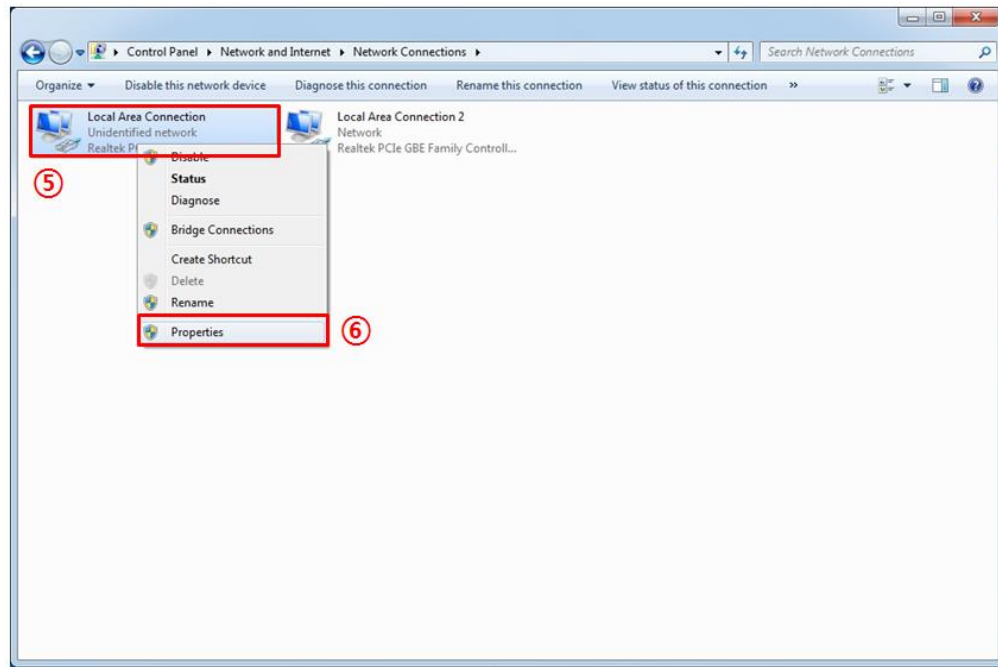 Control Panel ▸ Network and Internet ▸ Network Connections ▸
Search Network Connections
Organize ▾ Disable this network device Diagnose this connection Rename this connection View status of this connection »
Local Area Connection
Unidentified network
Realtek
Local Area Connection 2
Network
Realtek PCIe GBE Family Controll...
⑤
Disable
Status
Diagnose
Bridge Connections
Create Shortcut
Delete
Rename
Properties
⑥